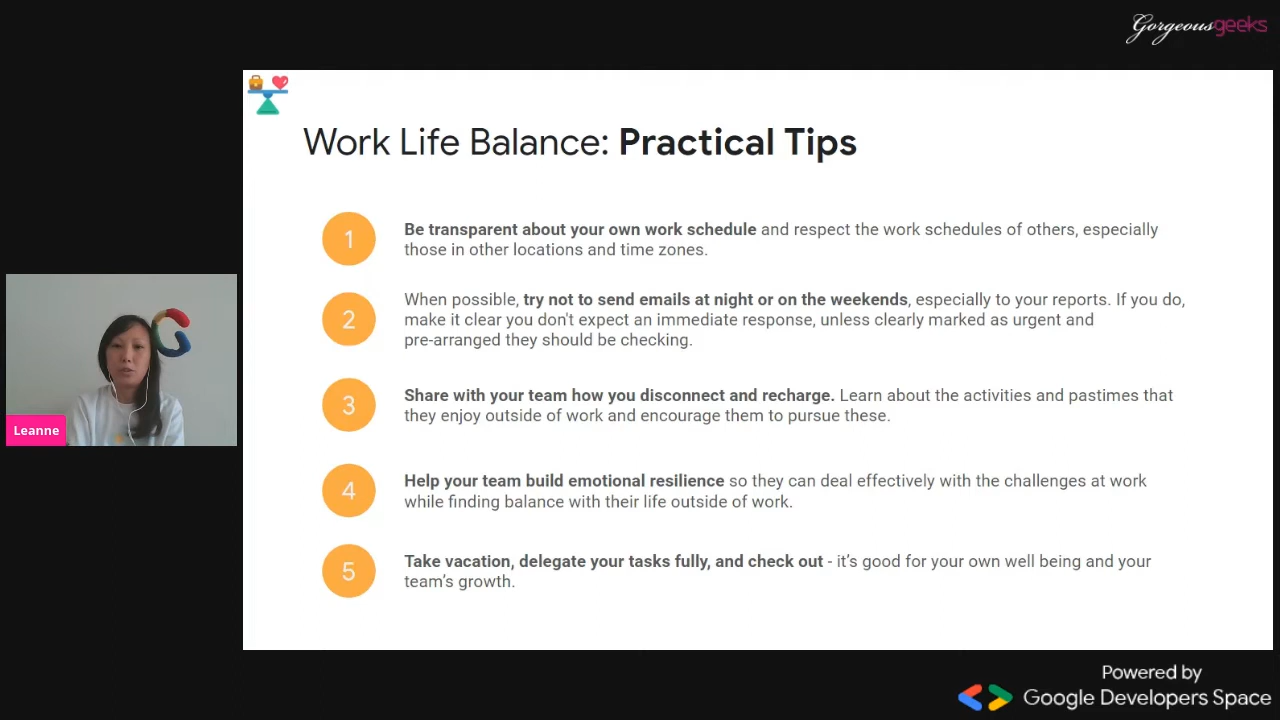 Gorgeousgeeks
Work Life Balance: Practical Tips
1
Be transparent about your own work schedule and respect the work schedules of others, especially
those in other locations and time zones.
2
When possible, try not to send emails at night or on the weekends, especially to your reports. If you do,
make it clear you don't expect an immediate response, unless clearly marked as urgent and
pre-arranged they should be checking.
3
Share with your team how you disconnect and recharge. Learn about the activities and pastimes that
they enjoy outside of work and encourage them to pursue these.
4
Help your team build emotional resilience so they can deal effectively with the challenges at work
while finding balance with their life outside of work.
5
Take vacation, delegate your tasks fully, and check out - it’s good for your own well being and your
team’s growth.
Leanne
Powered by
Google Developers Space